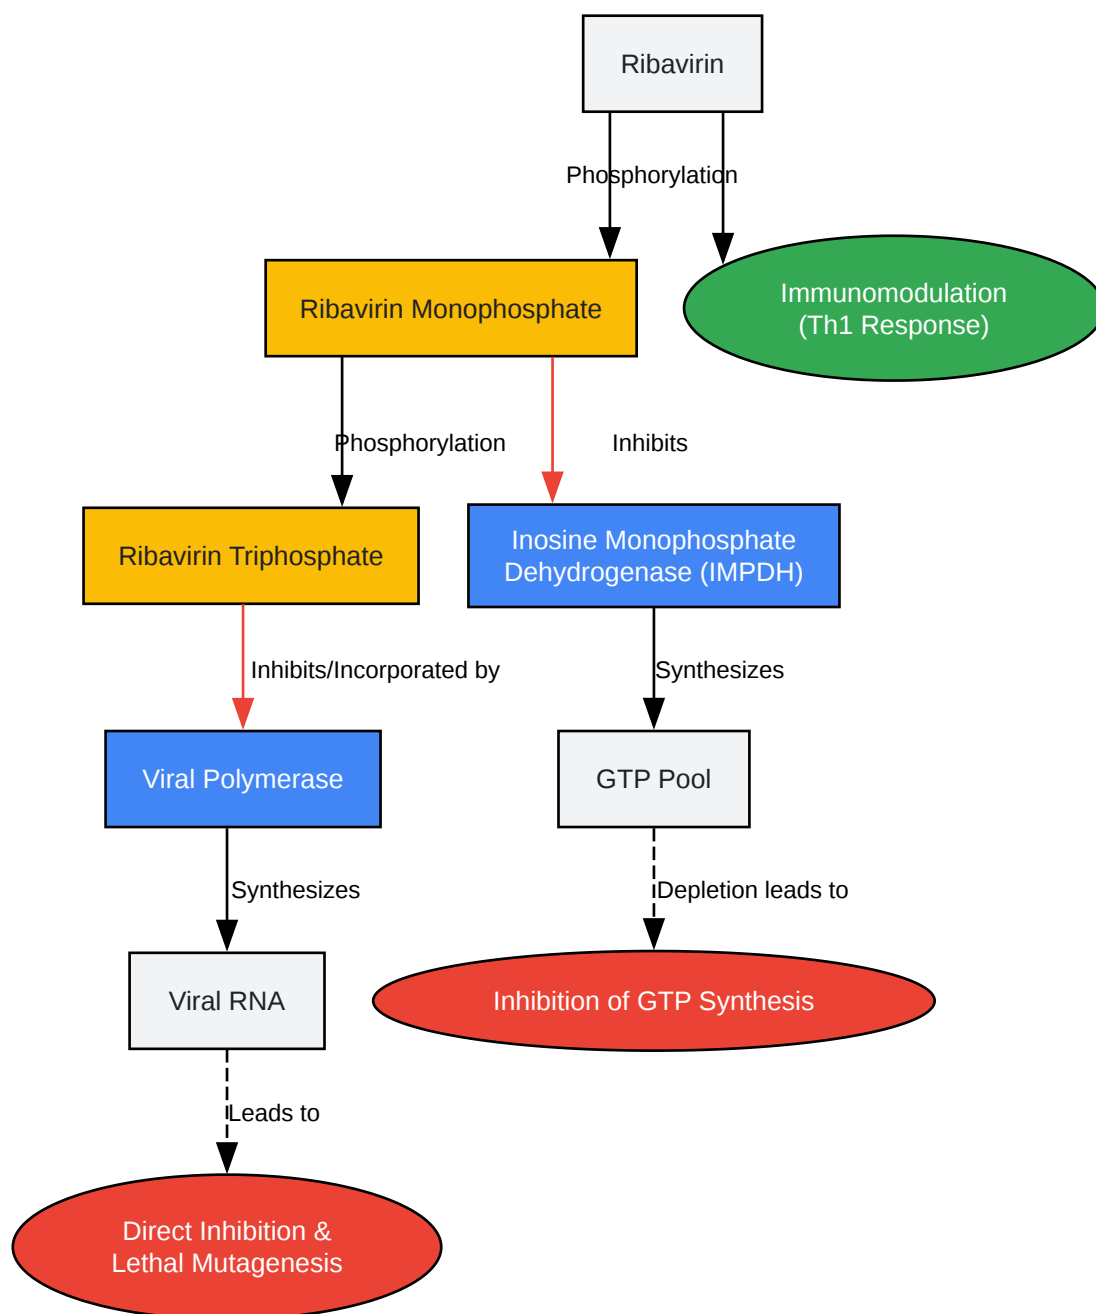 Ribavirin
Phosphorylation
Immunomodulation
(Th1 Response)
Ribavirin Monophosphate
Phosphorylation
Inhibits
Ribavirin Triphosphate
Inosine Monophosphate
Dehydrogenase (IMPDH)
Inhibits/Incorporated by
Synthesizes
Viral Polymerase
GTP Pool
Synthesizes
Depletion leads to
Viral RNA
Inhibition of GTP Synthesis
Leads to
Direct Inhibition &
Lethal Mutagenesis